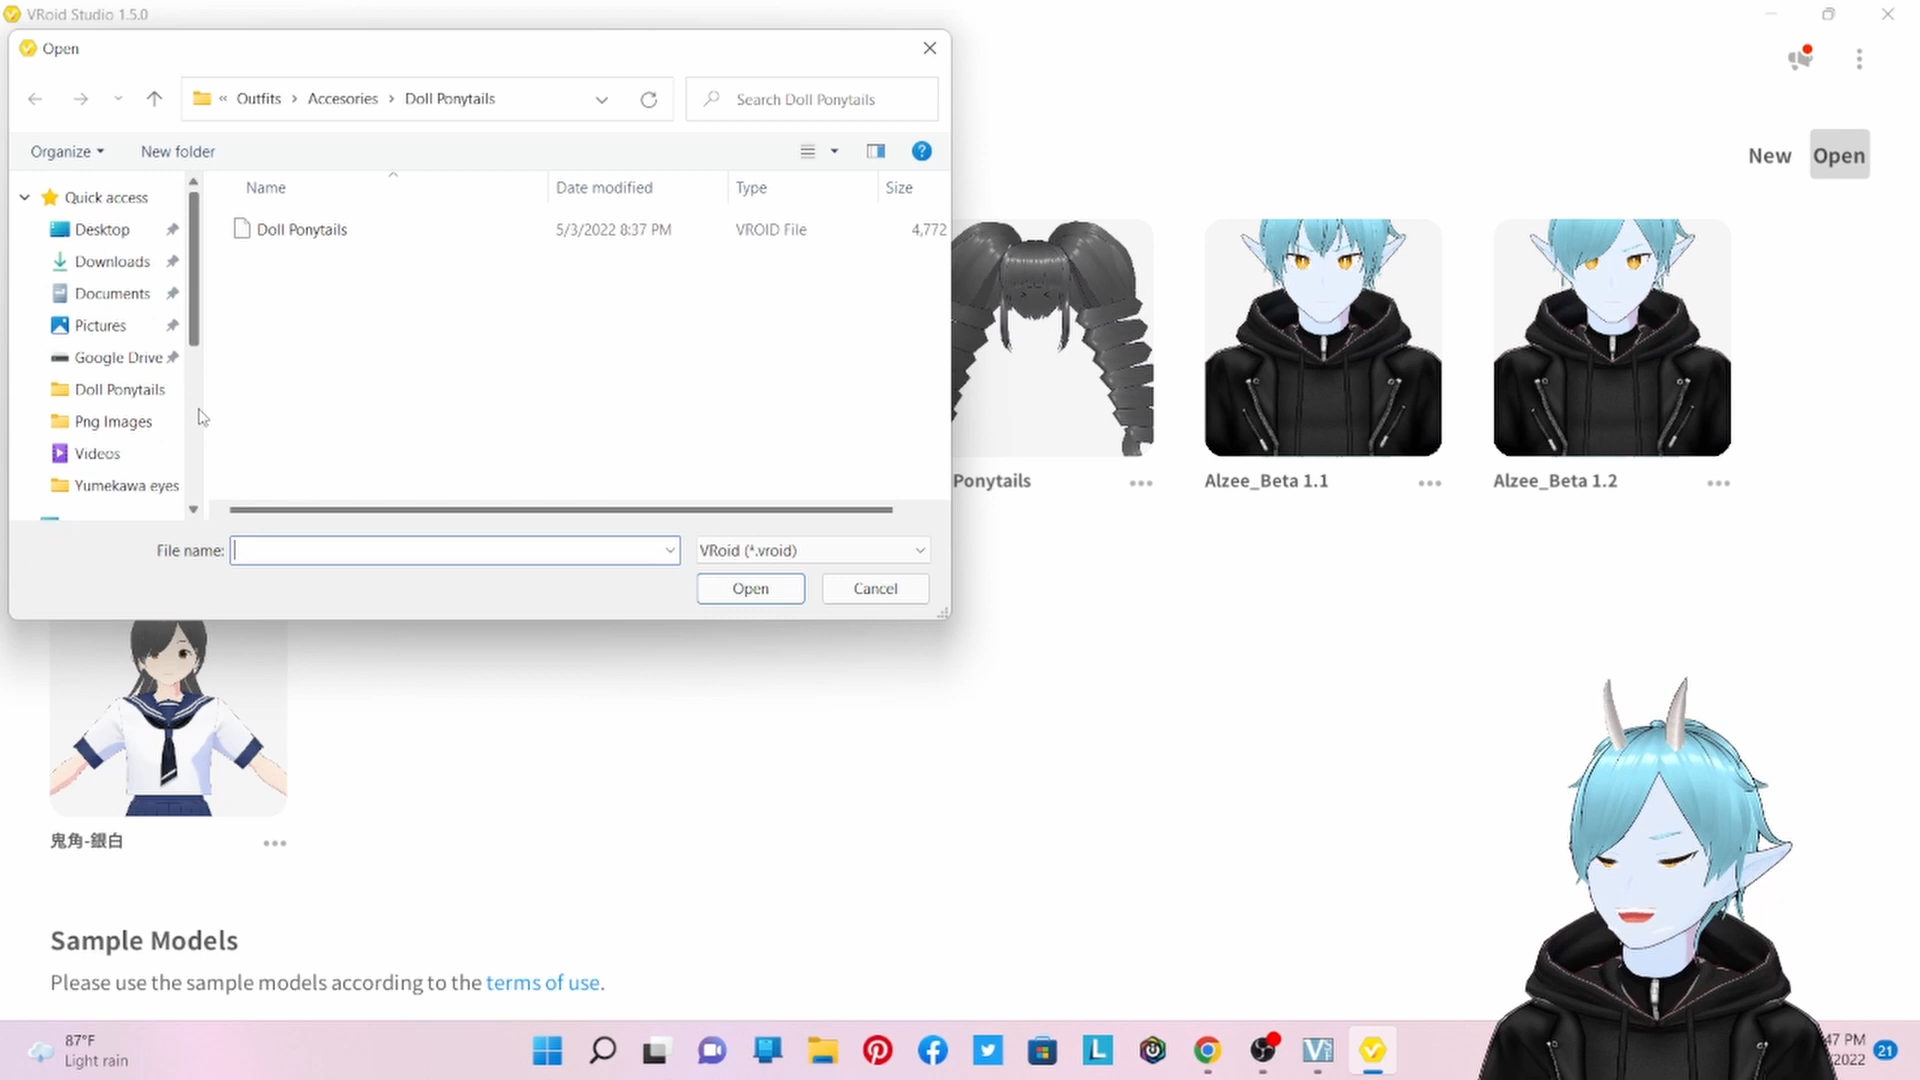 VRoid Studio 1.5.0
Open
« Outfits › Accesories › Doll Ponytails
Search Doll Ponytails
Organize
New folder
New
Open
Name
Date modified
Type
Size
Quick access
Desktop
Downloads
Documents
Pictures
Google Drive
Doll Ponytails
Png Images
Videos
Yumekawa eyes
Doll Ponytails
5/3/2022 8:37 PM
VROID File
4,772
Ponytails
Alzee_Beta 1.1
Alzee_Beta 1.2
File name:
VRoid (*.vroid)
Open
Cancel
鬼角-銀白
Sample Models
Please use the sample models according to the terms of use.
87°F
Light rain
L
V
47 PM
2022
21